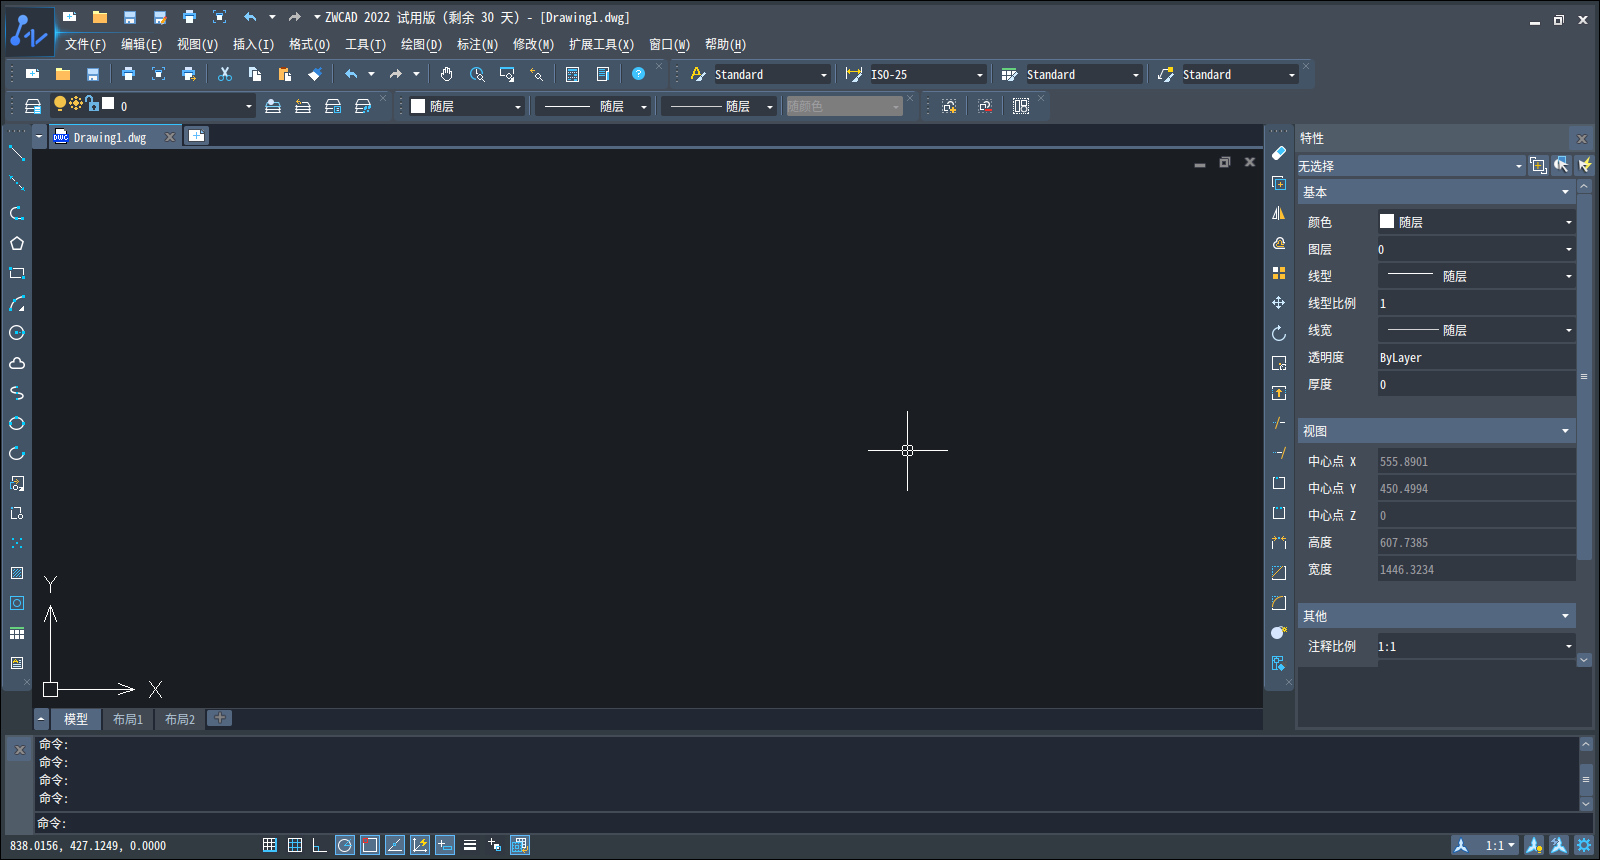 ZWCAD 2022 试用版（剩余 30 天）- [Drawing1.dwg]
文件(F) 编辑(E) 视图(V) 插入(I) 格式(O) 工具(T) 绘图(D) 标注(N) 修改(M) 扩展工具(X) 窗口(W) 帮助(H)
Standard ISO-25 Standard Standard
0 随层 随层 随层 随颜色
Drawing1.dwg
特性
无选择
基本
颜色 随层
图层 0
线型 随层
线型比例 1
线宽 随层
透明度 ByLayer
厚度 0
视图
中心点 X 555.8901
中心点 Y 450.4994
中心点 Z 0
高度 607.7385
宽度 1446.3234
其他
注释比例 1:1
Y
X
模型 布局1 布局2
命令:
命令:
命令:
命令:
命令:
838.0156, 427.1249, 0.0000 1:1